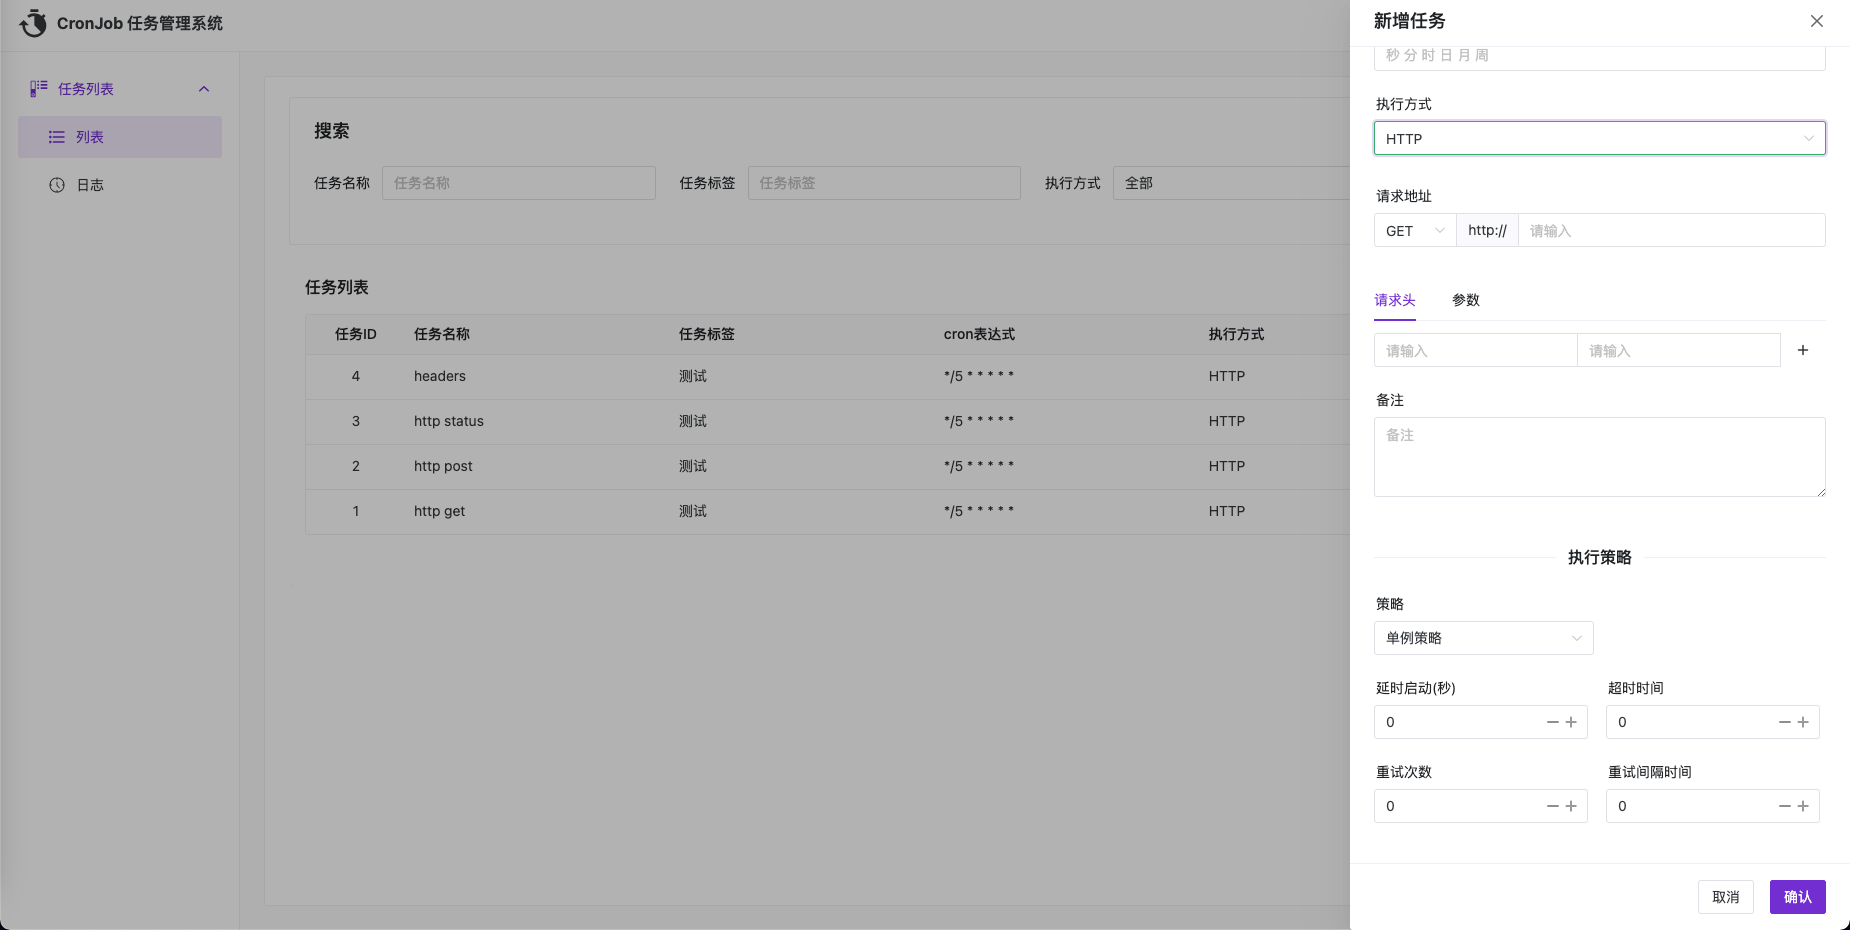 CronJob 任务管理系统
任务列表
列表
日志
搜索
任务名称 任务名称 任务标签 任务标签 执行方式 全部
任务列表
任务ID 任务名称 任务标签 cron表达式 执行方式
4 headers 测试 */5 * * * * * HTTP
3 http status 测试 */5 * * * * * HTTP
2 http post 测试 */5 * * * * * HTTP
1 http get 测试 */5 * * * * * HTTP
新增任务
秒 分 时 日 月 周
执行方式
HTTP
请求地址
GET http:// 请输入
请求头 参数
请输入 请输入
备注
备注
执行策略
策略
单例策略
延时启动(秒) 超时时间
0 0
重试次数 重试间隔时间
0 0
取消 确认